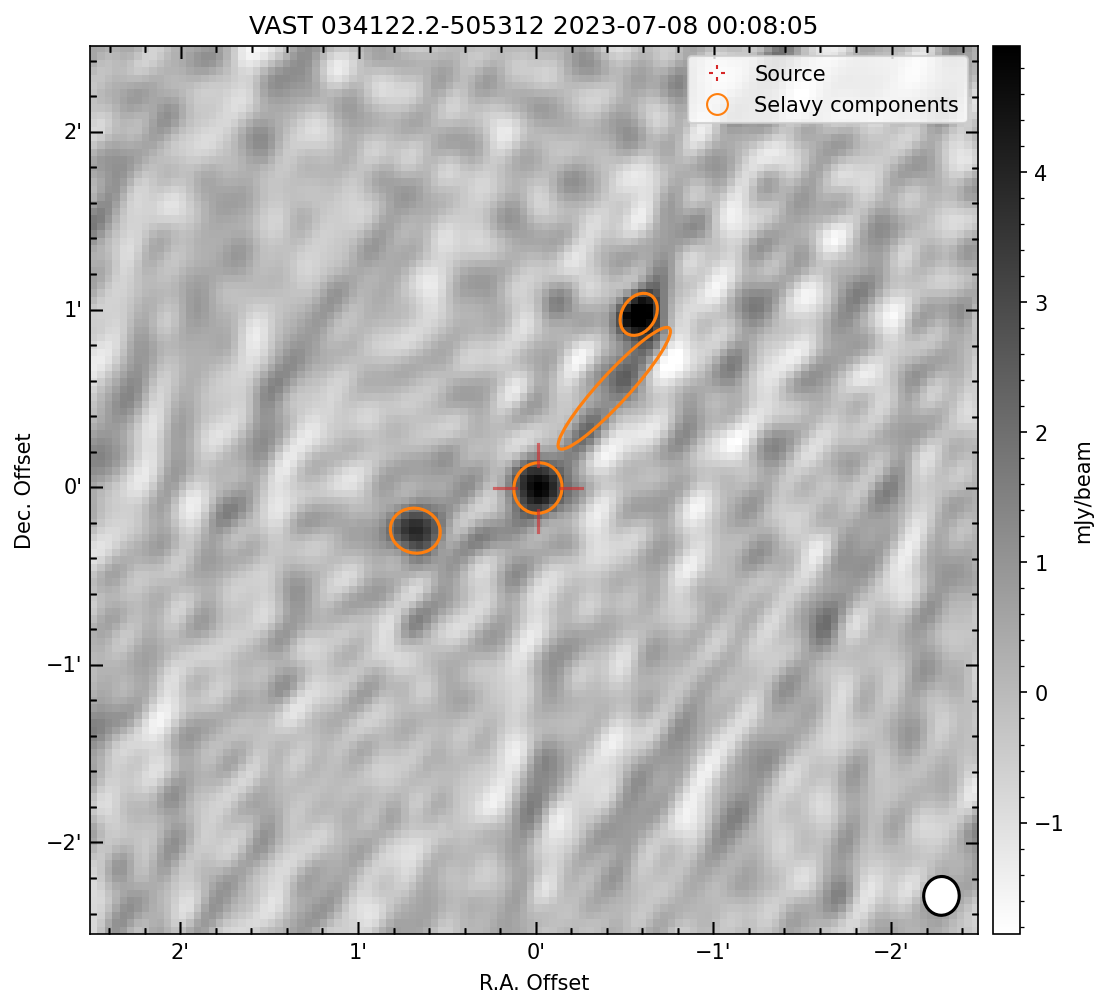 VAST 034122.2-505312 2023-07-08 00:08:05
Source
Selavy components
2'
1'
0'
−1'
−2'
Dec. Offset
2'
1'
0'
−1'
−2'
R.A. Offset
4
3
2
1
0
−1
mJy/beam